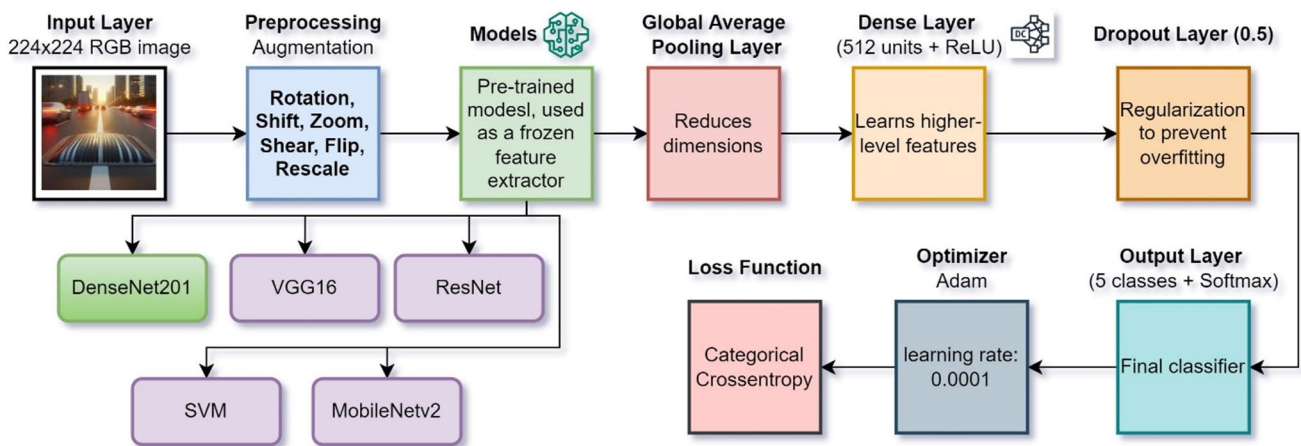 Input Layer
224x224 RGB image
Preprocessing
Augmentation
Rotation,
Shift, Zoom,
Shear, Flip,
Rescale
Models
Pre-trained
modesl, used
as a frozen
feature
extractor
Global Average
Pooling Layer
Reduces
dimensions
Dense Layer
(512 units + ReLU)
DC
Learns higher-
level features
Dropout Layer (0.5)
Regularization
to prevent
overfitting
DenseNet201
VGG16
ResNet
SVM
MobileNetv2
Loss Function
Categorical
Crossentropy
Optimizer
Adam
learning rate:
0.0001
Output Layer
(5 classes + Softmax)
Final classifier